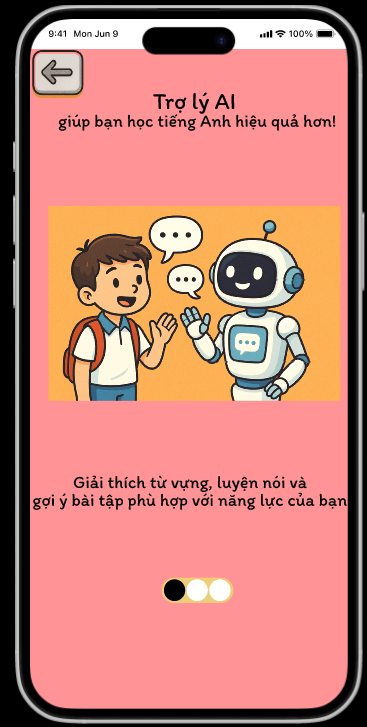 9:41 Mon Jun 9 100%
Trợ lý AI
giúp bạn học tiếng Anh hiệu quả hơn!
Giải thích từ vựng, luyện nói và
gợi ý bài tập phù hợp với năng lực của bạn